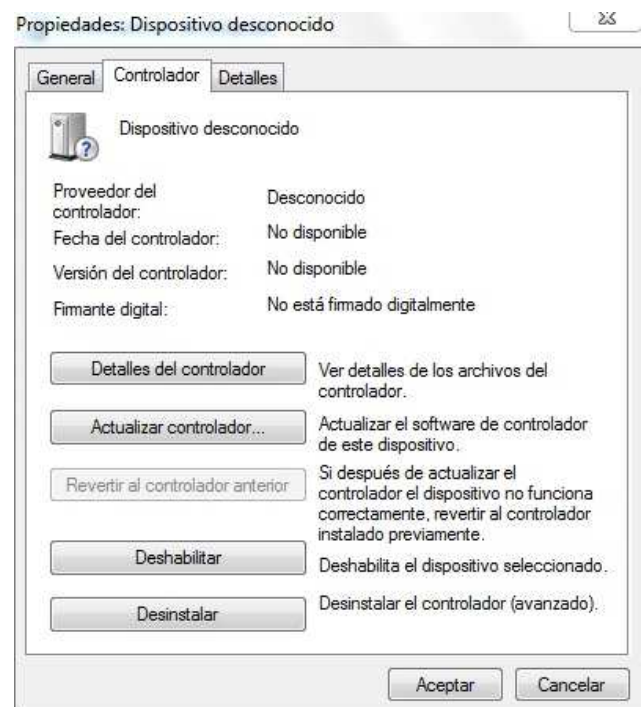 Propiedades: Dispositivo desconocido
General
Controlador
Detalles
Dispositivo desconocido
Proveedor del
controlador:
Desconocido
Fecha del controlador:
No disponible
Versión del controlador:
No disponible
Firmante digital:
No está firmado digitalmente
Detalles del controlador
Ver detalles de los archivos del
controlador.
Actualizar controlador...
Actualizar el software de controlador
de este dispositivo.
Revertir al controlador anterior
Si después de actualizar el
controlador el dispositivo no funciona
correctamente, revertir al controlador
instalado previamente.
Deshabilitar
Deshabilita el dispositivo seleccionado.
Desinstalar
Desinstalar el controlador (avanzado).
Aceptar
Cancelar